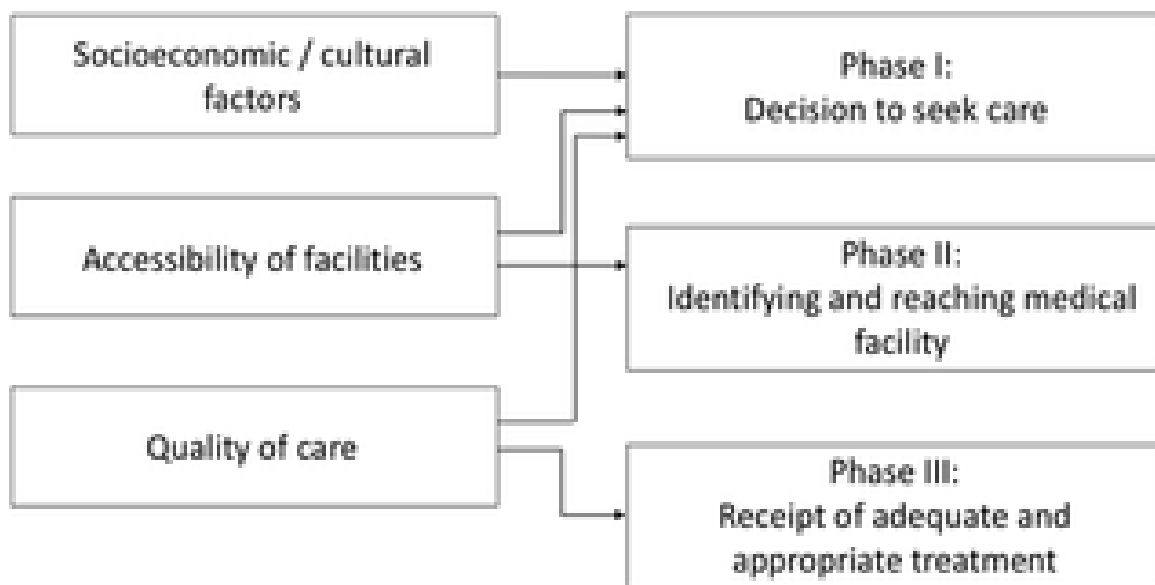 Socioeconomic / cultural
factors
Accessibility of facilities
Quality of care
Phase I:
Decision to seek care
Phase II:
Identifying and reaching medical
facility
Phase III:
Receipt of adequate and
appropriate treatment